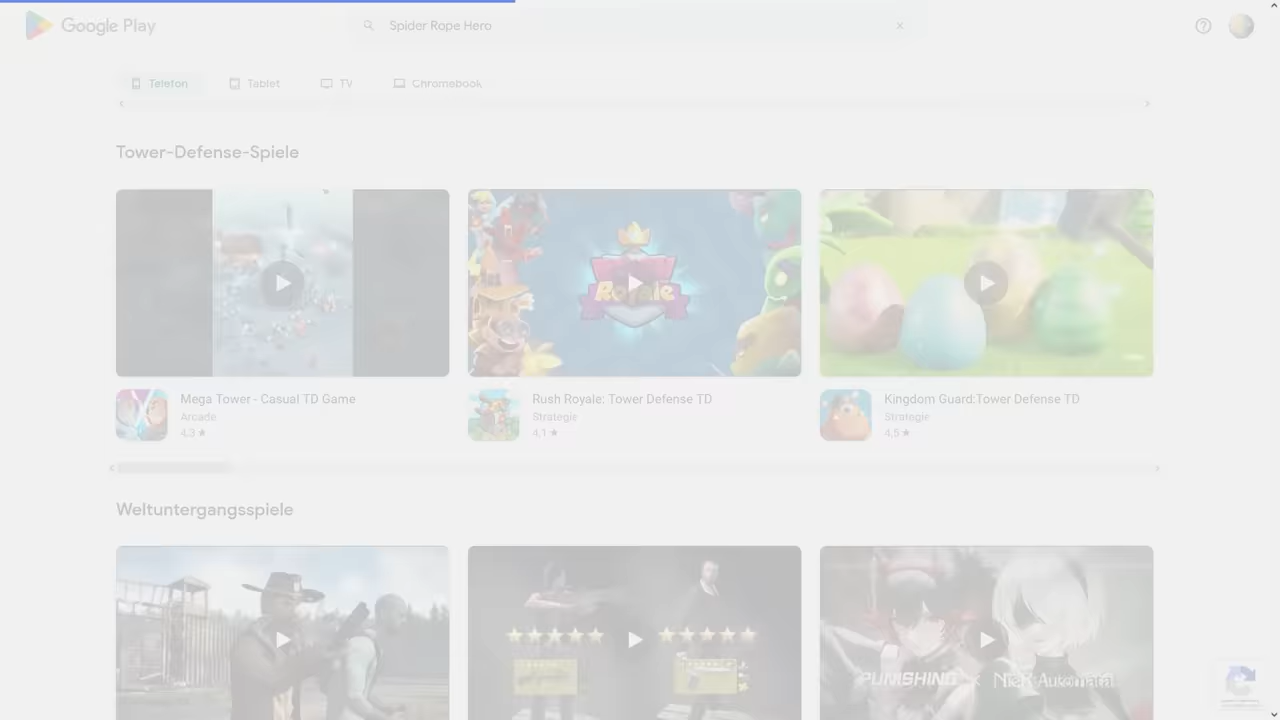 Google Play
Spider Rope Hero
Telefon
Tablet
TV
Chromebook
Tower-Defense-Spiele
Royale
Mega Tower - Casual TD Game
Arcade
4,3
Rush Royale: Tower Defense TD
Strategie
4,1
Kingdom Guard:Tower Defense TD
Strategie
4,5
Weltuntergangsspiele
PUNISHING × NieR:Automata